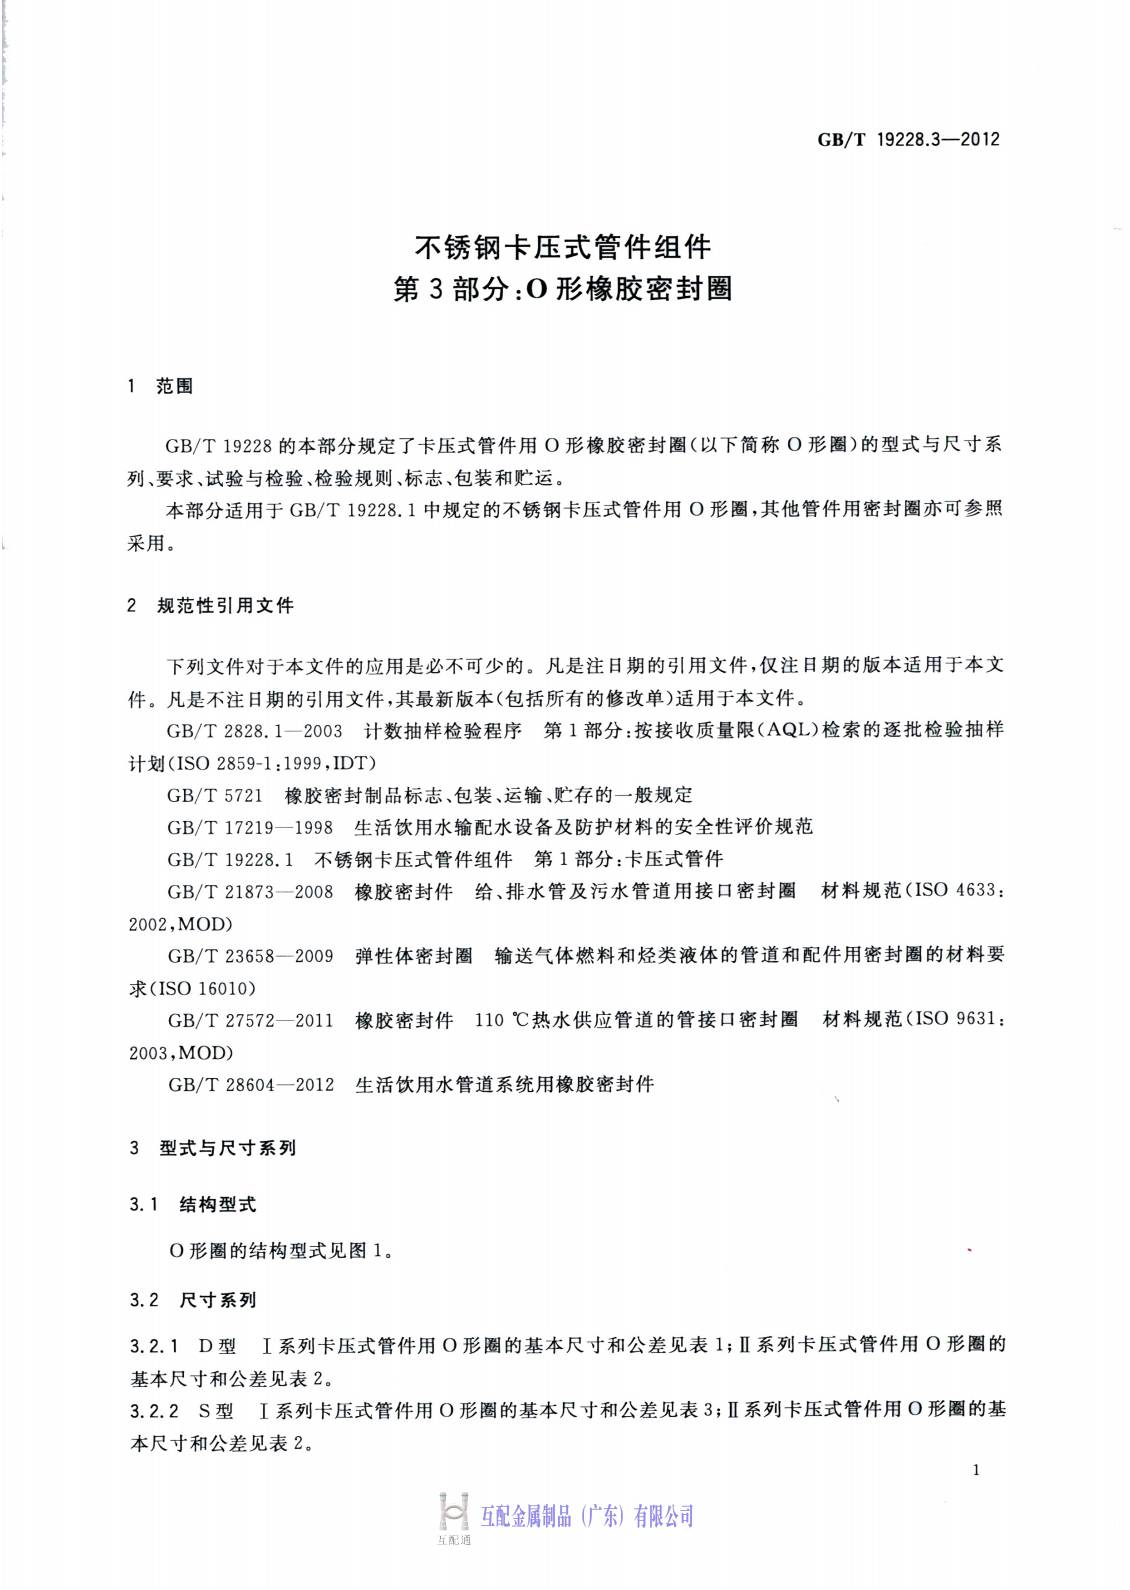 GB/T 19228.3—2012
不锈钢卡压式管件组件
第 3 部分:O 形橡胶密封圈
1 范围
GB/T 19228 的本部分规定了卡压式管件用 O 形橡胶密封圈(以下简称 O 形圈)的型式与尺寸系
列、要求、试验与检验、检验规则、标志、包装和贮运。
本部分适用于 GB/T 19228.1 中规定的不锈钢卡压式管件用 O 形圈,其他管件用密封圈亦可参照
采用。
2 规范性引用文件
下列文件对于本文件的应用是必不可少的。凡是注日期的引用文件,仅注日期的版本适用于本文
件。凡是不注日期的引用文件,其最新版本(包括所有的修改单)适用于本文件。
GB/T 2828.1—2003 计数抽样检验程序 第 1 部分:按接收质量限(AQL)检索的逐批检验抽样
计划(ISO 2859-1:1999,IDT)
GB/T 5721 橡胶密封制品标志、包装、运输、贮存的一般规定
GB/T 17219—1998 生活饮用水输配水设备及防护材料的安全性评价规范
GB/T 19228.1 不锈钢卡压式管件组件 第 1 部分:卡压式管件
GB/T 21873—2008 橡胶密封件 给、排水管及污水管道用接口密封圈 材料规范(ISO 4633:
2002,MOD)
GB/T 23658—2009 弹性体密封圈 输送气体燃料和烃类液体的管道和配件用密封圈的材料要
求(ISO 16010)
GB/T 27572—2011 橡胶密封件 110 ℃热水供应管道的管接口密封圈 材料规范(ISO 9631:
2003,MOD)
GB/T 28604—2012 生活饮用水管道系统用橡胶密封件
3 型式与尺寸系列
3.1 结构型式
O 形圈的结构型式见图 1。
3.2 尺寸系列
3.2.1 D 型 Ⅰ系列卡压式管件用 O 形圈的基本尺寸和公差见表 1;Ⅱ系列卡压式管件用 O 形圈的
基本尺寸和公差见表 2。
3.2.2 S 型 Ⅰ系列卡压式管件用 O 形圈的基本尺寸和公差见表 3;Ⅱ系列卡压式管件用 O 形圈的基
本尺寸和公差见表 2。
1
互配金属制品(广东)有限公司
互配通